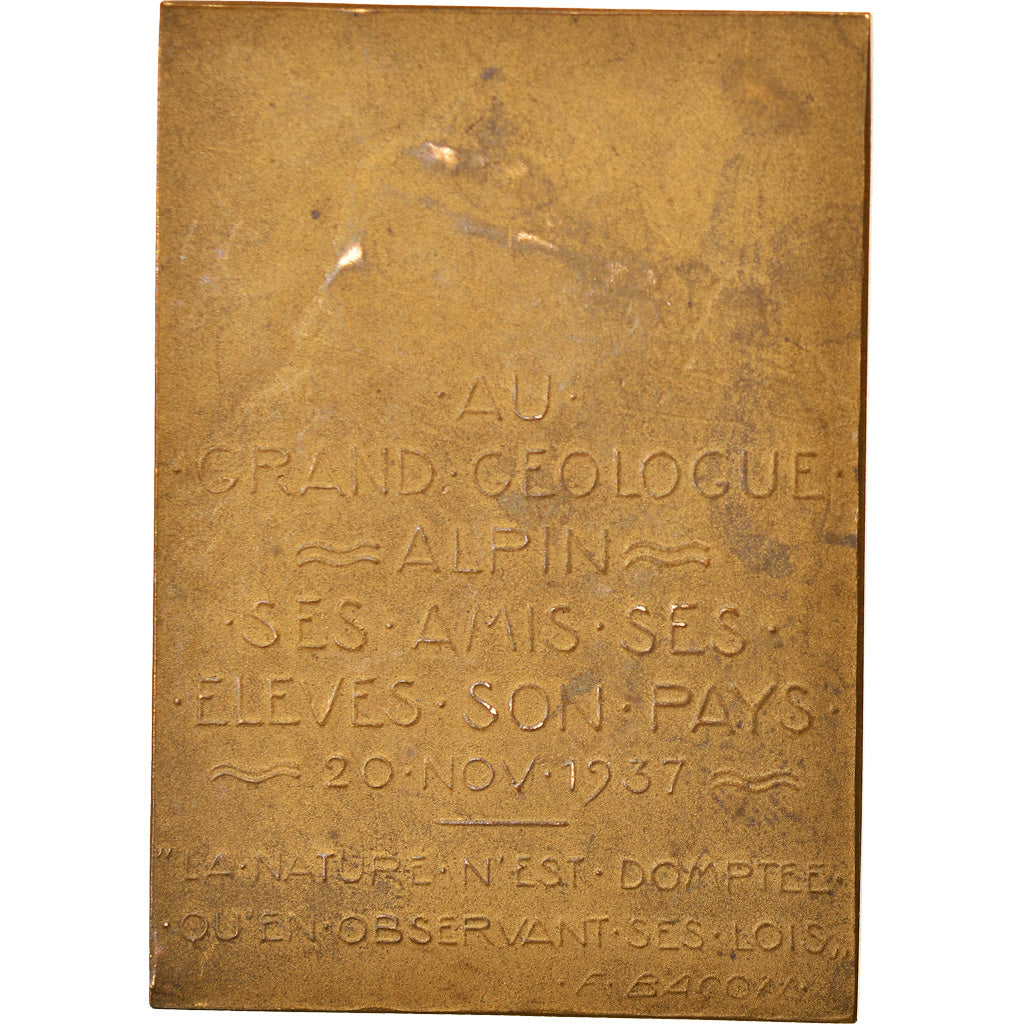 ·AU·
·GRAND·GEOLOGUE·
ALPIN
·SES·AMIS·SES·
·ELEVES·SON·PAYS·
20·NOV·1937
"LA·NATURE·N'EST·DOMPTEE·
·QU'EN·OBSERVANT·SES·LOIS„
·F·BACON·